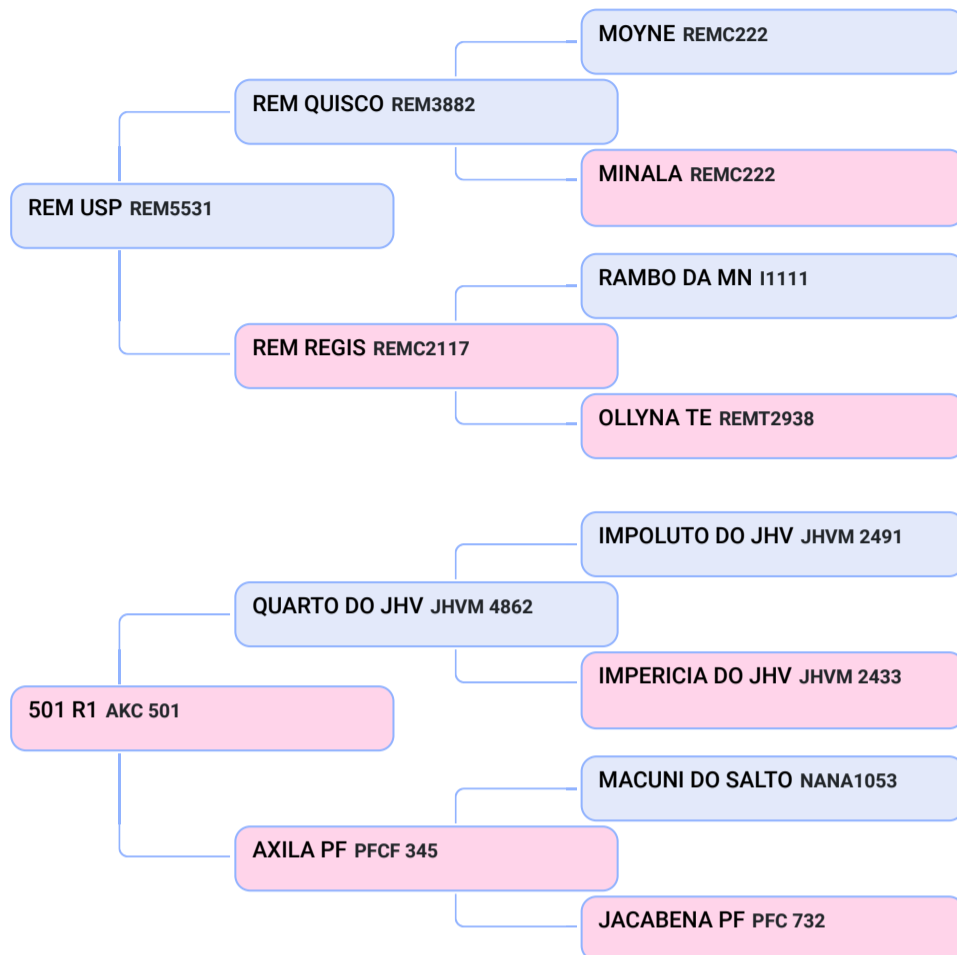 MOYNE REMC222
REM QUISCO REM3882
MINALA REMC222
REM USP REM5531
RAMBO DA MN I1111
REM REGIS REMC2117
OLLYNA TE REMT2938
IMPOLUTO DO JHV JHVM 2491
QUARTO DO JHV JHVM 4862
IMPERICIA DO JHV JHVM 2433
501 R1 AKC 501
MACUNI DO SALTO NANA1053
AXILA PF PFCF 345
JACABENA PF PFC 732